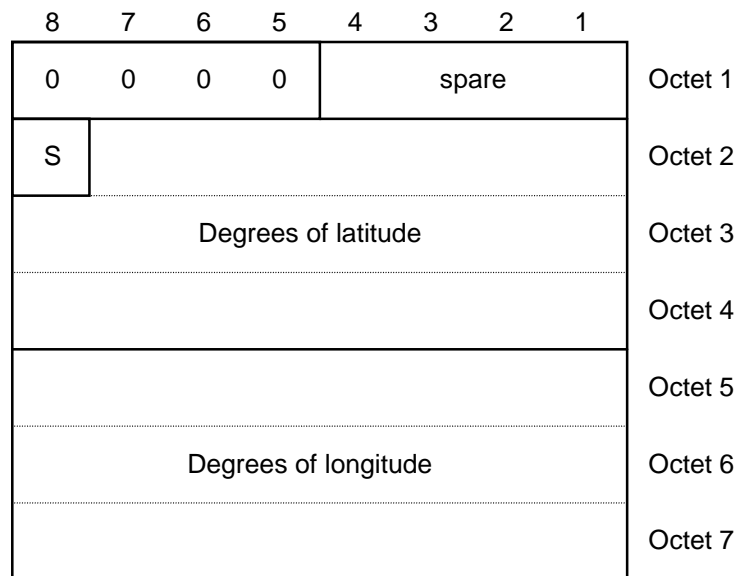 8 7 6 5 4 3 2 1
0 0 0 0 spare Octet 1
S Octet 2
Degrees of latitude Octet 3
Octet 4
Octet 5
Degrees of longitude Octet 6
Octet 7